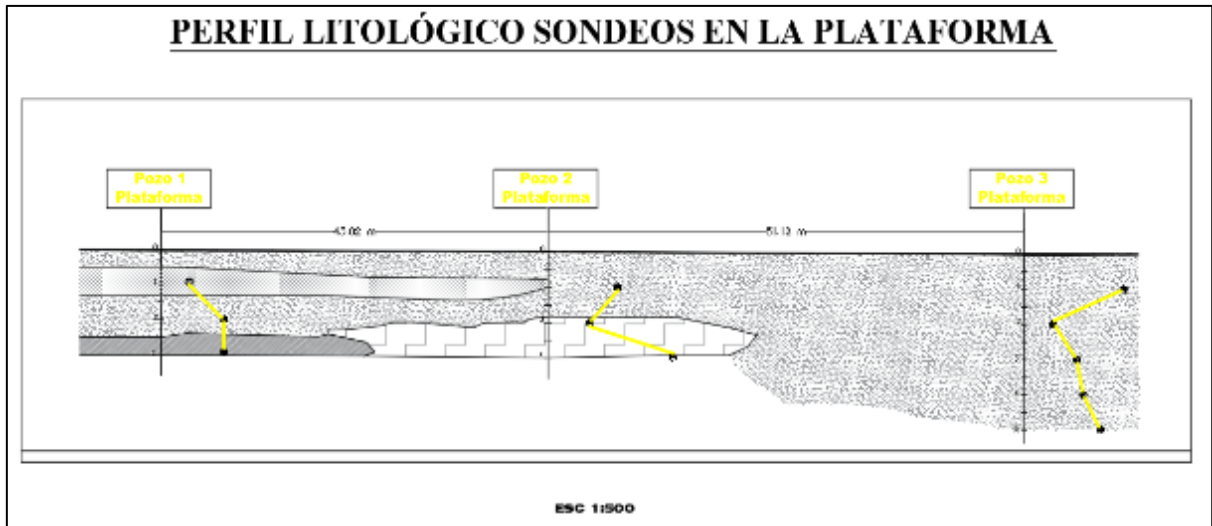 PERFIL LITOLÓGICO SONDEOS EN LA PLATAFORMA
Pozo 1
Plataforma
Pozo 2
Plataforma
Pozo 3
Plataforma
ESC 1:500